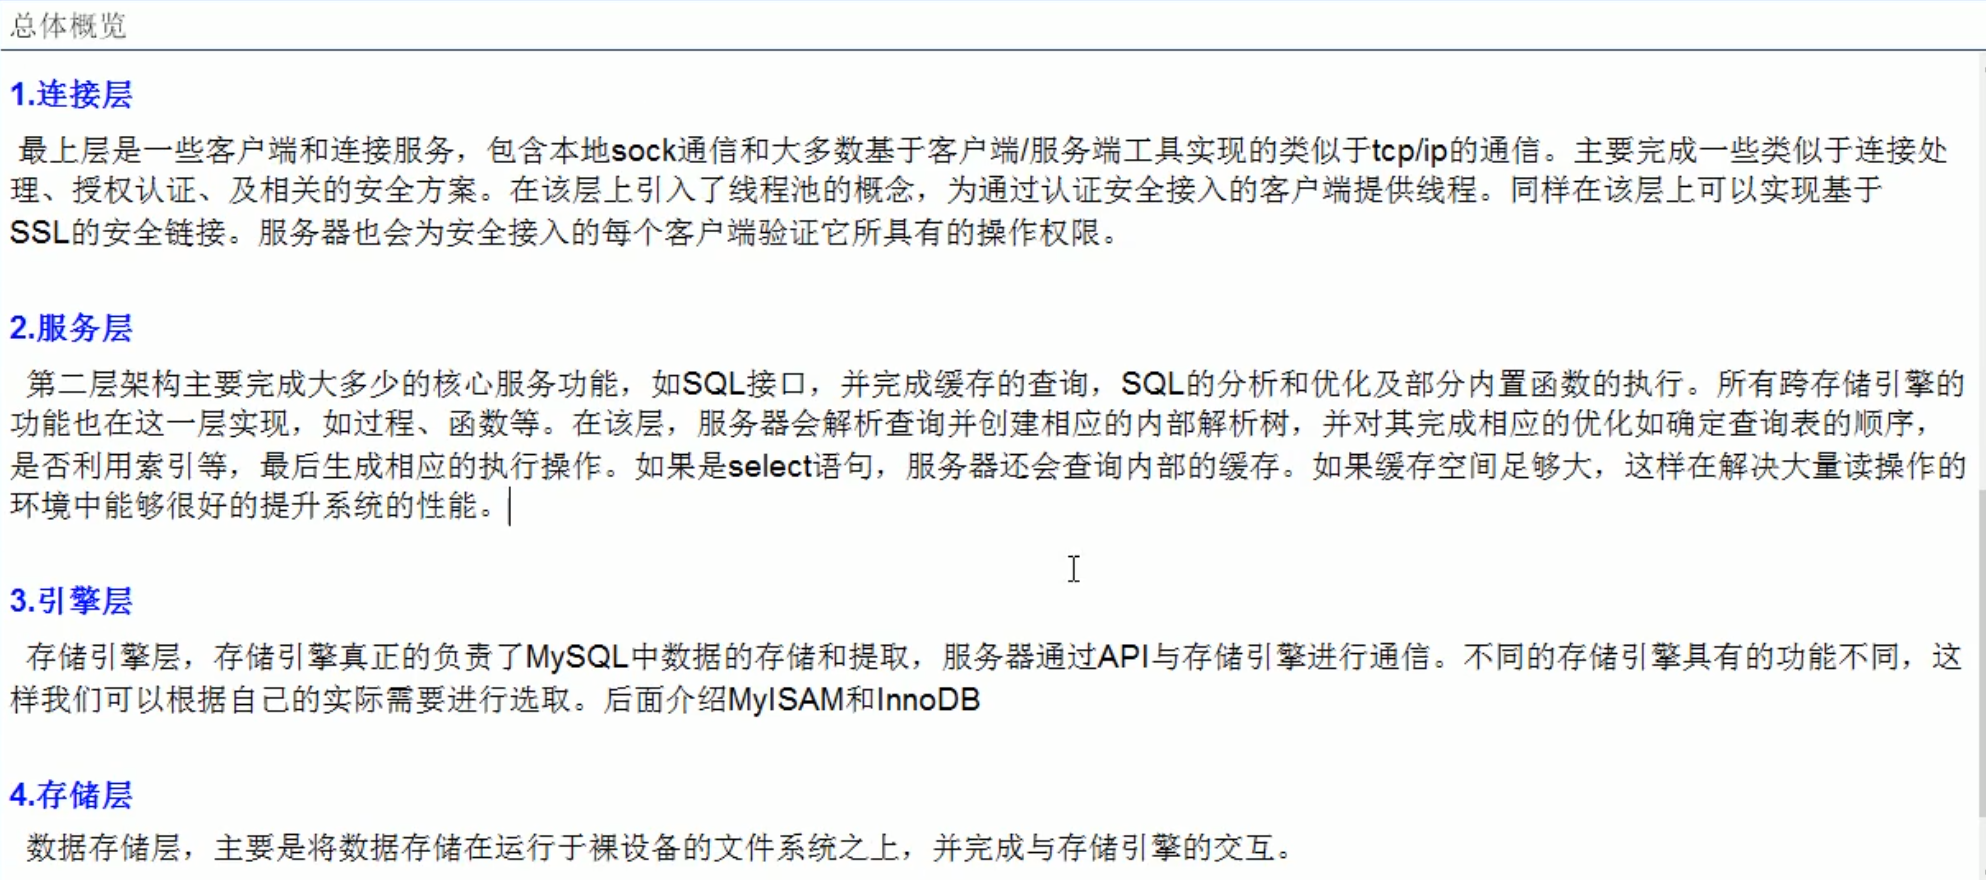 总体概览
1.连接层
最上层是一些客户端和连接服务，包含本地sock通信和大多数基于客户端/服务端工具实现的类似于tcp/ip的通信。主要完成一些类似于连接处
理、授权认证、及相关的安全方案。在该层上引入了线程池的概念，为通过认证安全接入的客户端提供线程。同样在该层上可以实现基于
SSL的安全链接。服务器也会为安全接入的每个客户端验证它所具有的操作权限。
2.服务层
第二层架构主要完成大多少的核心服务功能，如SQL接口，并完成缓存的查询，SQL的分析和优化及部分内置函数的执行。所有跨存储引擎的
功能也在这一层实现，如过程、函数等。在该层，服务器会解析查询并创建相应的内部解析树，并对其完成相应的优化如确定查询表的顺序，
是否利用索引等，最后生成相应的执行操作。如果是select语句，服务器还会查询内部的缓存。如果缓存空间足够大，这样在解决大量读操作的
环境中能够很好的提升系统的性能。
3.引擎层
存储引擎层，存储引擎真正的负责了MySQL中数据的存储和提取，服务器通过API与存储引擎进行通信。不同的存储引擎具有的功能不同，这
样我们可以根据自己的实际需要进行选取。后面介绍MyISAM和InnoDB
4.存储层
数据存储层，主要是将数据存储在运行于裸设备的文件系统之上，并完成与存储引擎的交互。